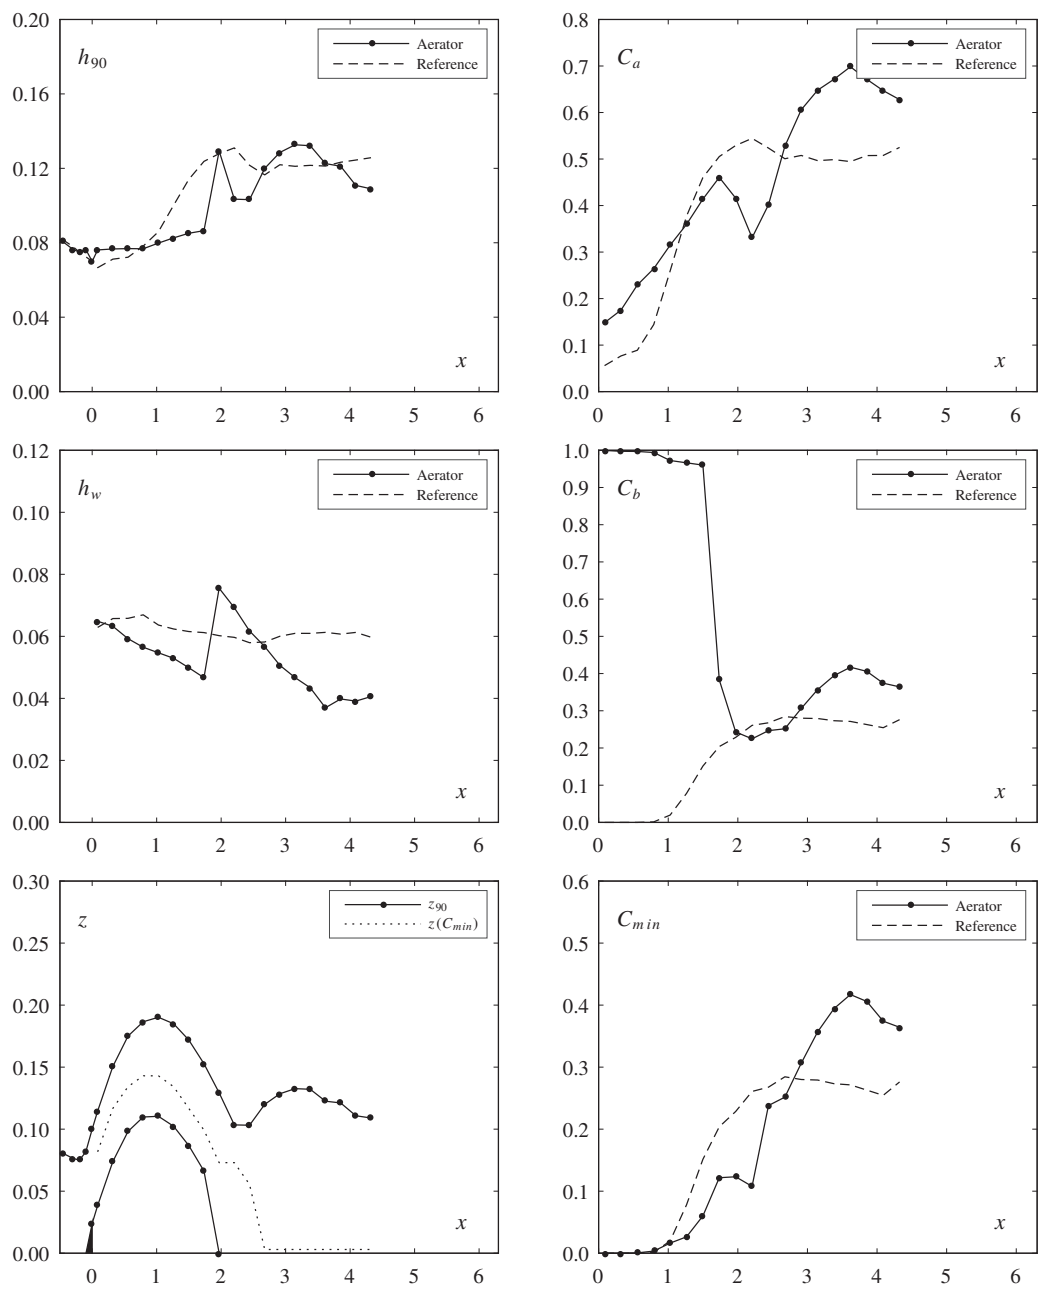 0.20
0.16
0.12
0.08
0.04
0.00
h90
Aerator
Reference
x
0 1 2 3 4 5 6
0.8
0.7
0.6
0.5
0.4
0.3
0.2
0.1
0.0
Ca
Aerator
Reference
x
0 1 2 3 4 5 6
0.12
0.10
0.08
0.06
0.04
0.02
0.00
hw
Aerator
Reference
x
0 1 2 3 4 5 6
1.0
0.9
0.8
0.7
0.6
0.5
0.4
0.3
0.2
0.1
0.0
Cb
Aerator
Reference
x
0 1 2 3 4 5 6
0.30
0.25
0.20
0.15
0.10
0.05
0.00
z
z90
z(Cmin)
x
0 1 2 3 4 5 6
0.6
0.5
0.4
0.3
0.2
0.1
0.0
Cmin
Aerator
Reference
x
0 1 2 3 4 5 6